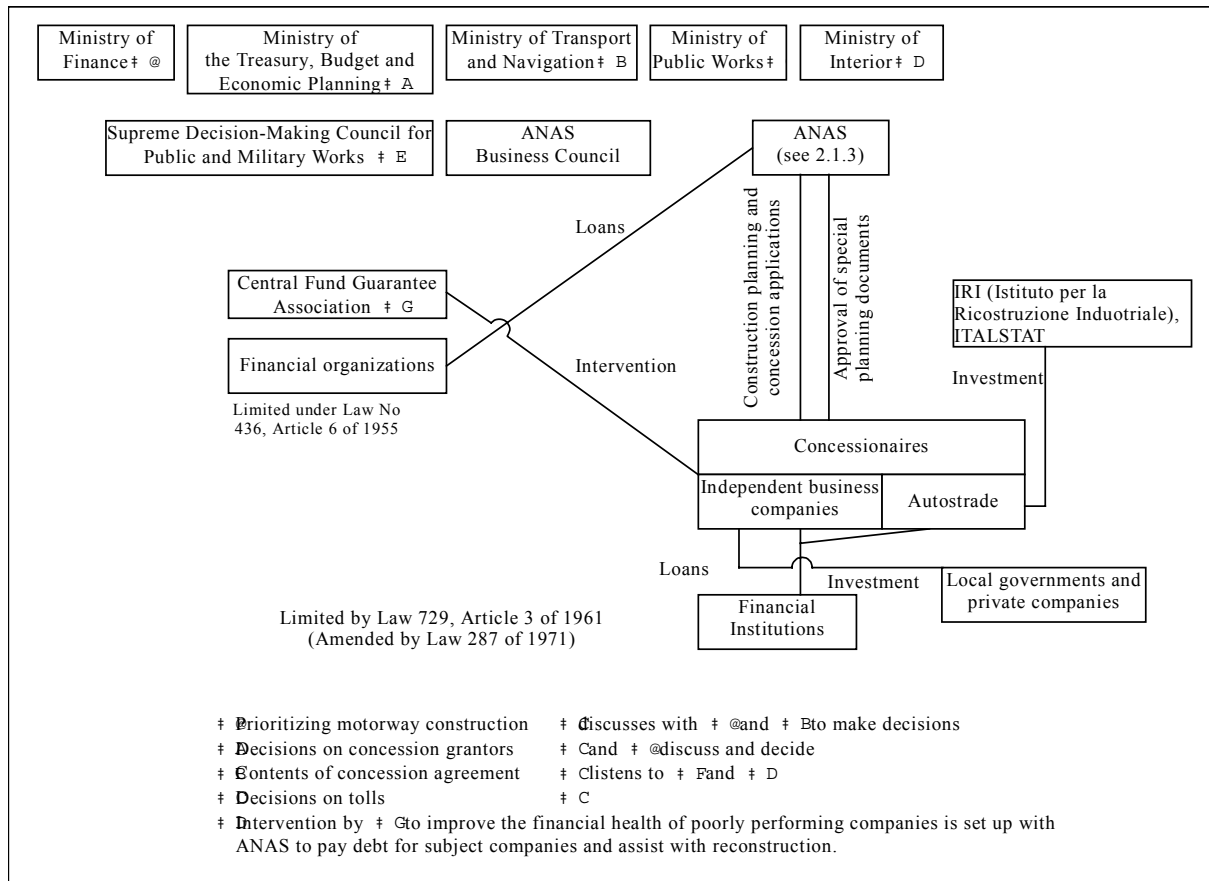 Ministry of
Finance‡ @
Ministry of
the Treasury, Budget and
Economic Planning‡ A
Ministry of Transport
and Navigation‡ B
Ministry of
Public Works‡
Ministry of
Interior‡ D
Supreme Decision-Making Council for
Public and Military Works ‡ E
ANAS
Business Council
ANAS
(see 2.1.3)
Loans
Construction planning and
concession applications
Approval of special
planning documents
Central Fund Guarantee
Association ‡ G
Financial organizations
Limited under Law No
436, Article 6 of 1955
Intervention
IRI (Istituto per la
Ricostruzione Induotriale),
ITALSTAT
Investment
Concessionaires
Independent business
companies
Autostrade
Loans
Investment
Local governments and
private companies
Financial
Institutions
Limited by Law 729, Article 3 of 1961
(Amended by Law 287 of 1971)
‡ Prioritizing motorway construction
‡ discusses with ‡ @and ‡ Bto make decisions
‡ Decisions on concession grantors
‡ Cand ‡ @discuss and decide
‡ Contents of concession agreement
‡ Clistens to ‡ Fand ‡ D
‡ Decisions on tolls
‡ C
‡ Intervention by ‡ Gto improve the financial health of poorly performing companies is set up with
ANAS to pay debt for subject companies and assist with reconstruction.